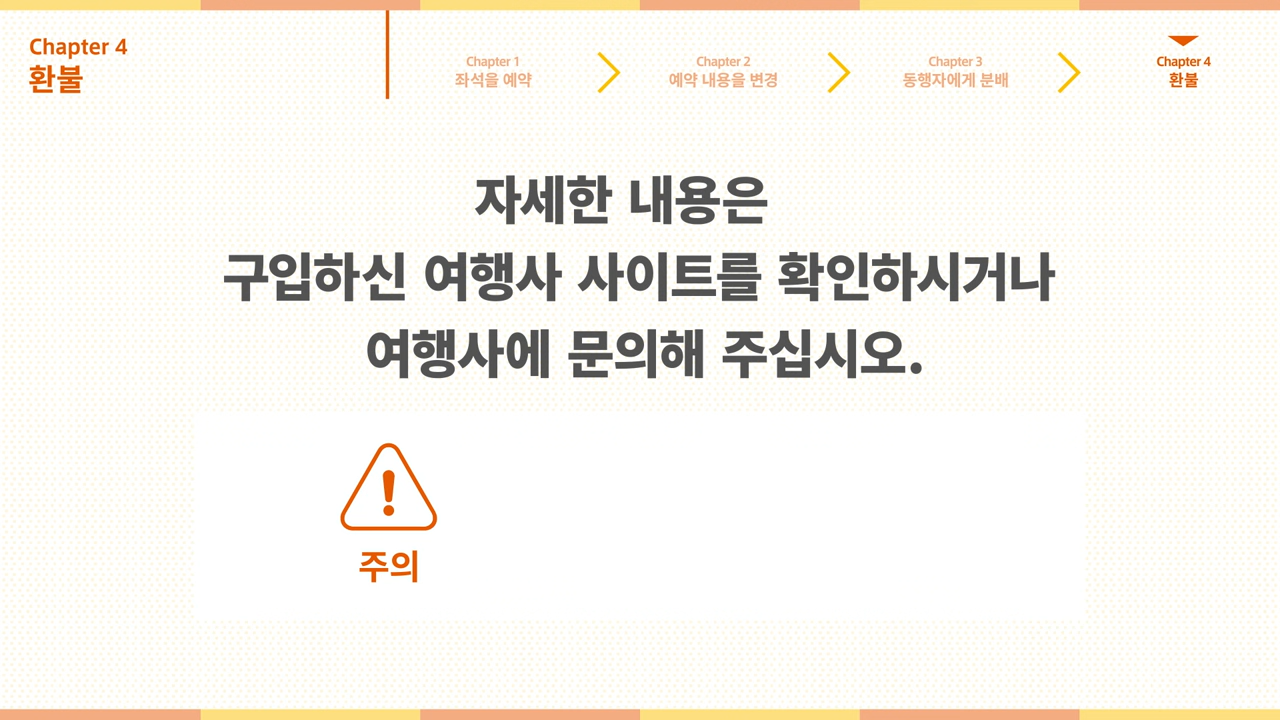 Chapter 4
환불
Chapter 1
좌석을 예약
Chapter 2
예약 내용을 변경
Chapter 3
동행자에게 분배
Chapter 4
환불
자세한 내용은
구입하신 여행사 사이트를 확인하시거나
여행사에 문의해 주십시오.
주의